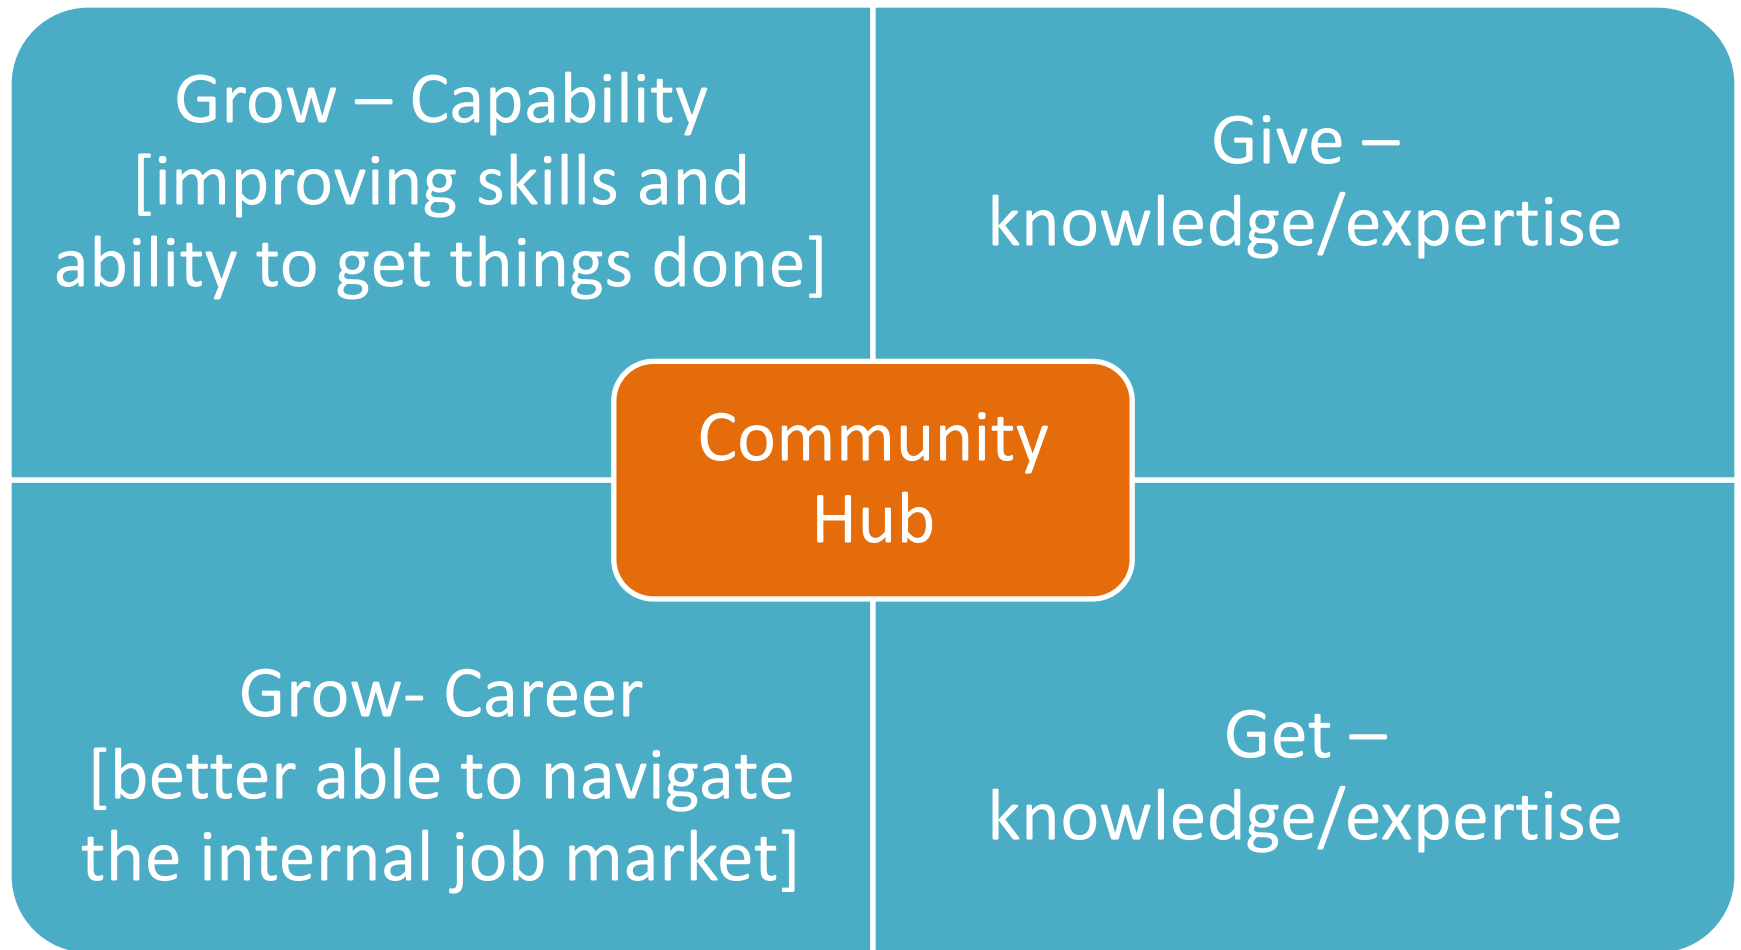 Grow – Capability
[improving skills and
ability to get things done]
Give –
knowledge/expertise
Community
Hub
Grow- Career
[better able to navigate
the internal job market]
Get –
knowledge/expertise